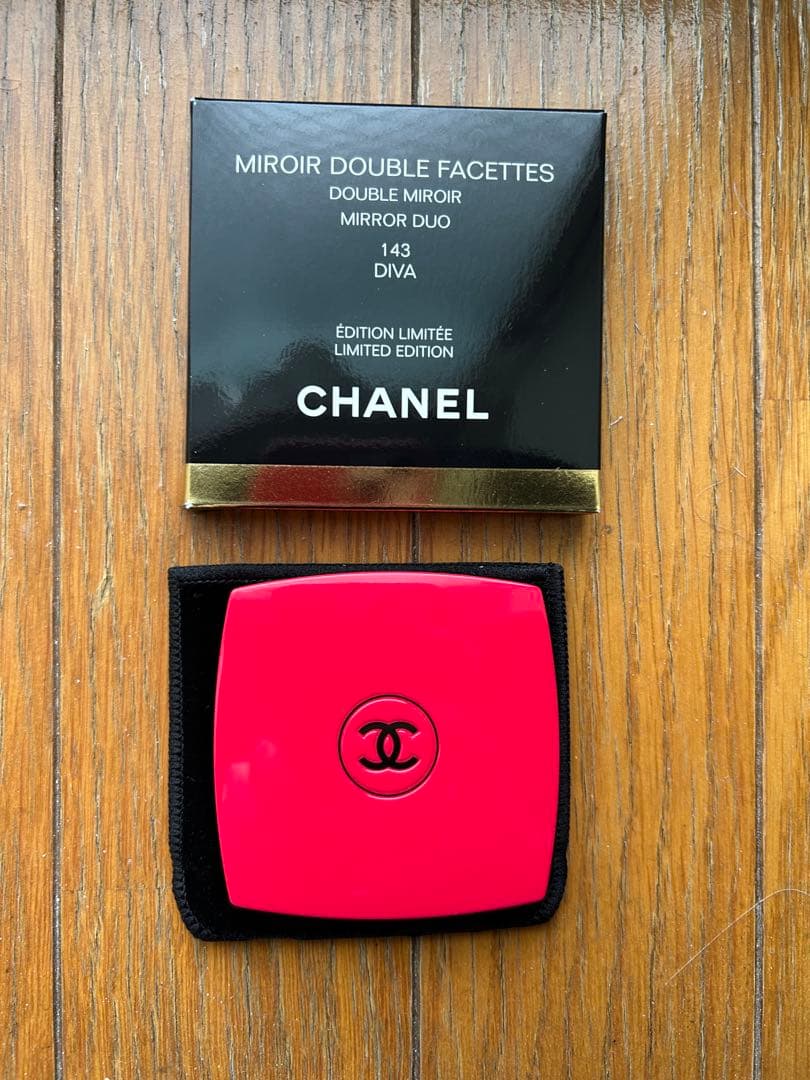 MIROIR DOUBLE FACETTES
DOUBLE MIROIR
MIRROR DUO
143
DIVA
ÉDITION LIMITÉE
LIMITED EDITION
CHANEL